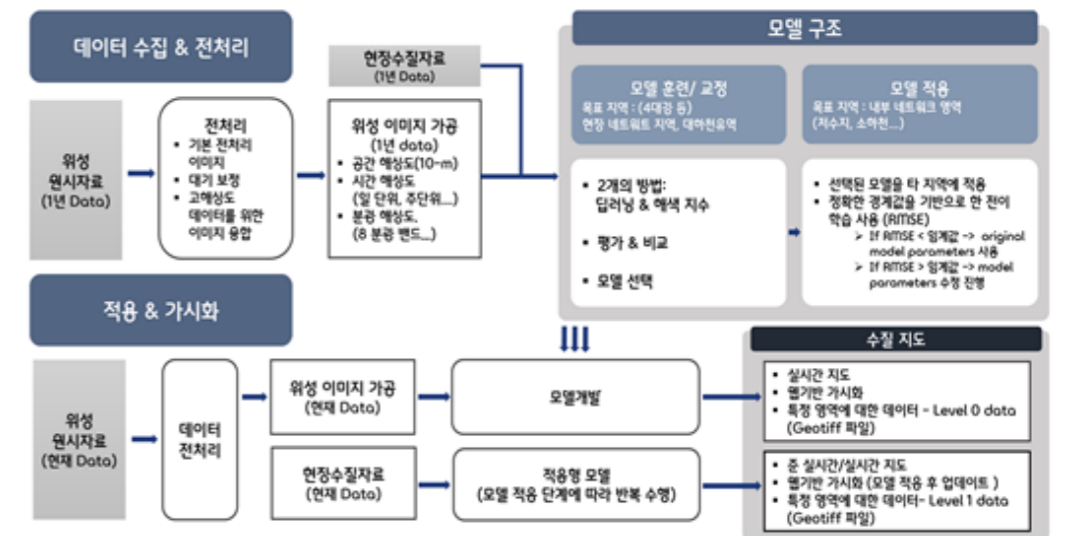 데이터 수집 & 전처리
위성
원시자료
(1년 Data)
전처리
▪ 기본 전처리
이미지
▪ 대기 보정
▪ 고해상도
데이터를 위한
이미지 융합
현장수질자료
(1년 Data)
위성 이미지 가공
(1년 data)
▪ 공간 해상도(10-m)
▪ 시간 해상도
(일 단위, 주단위...)
▪ 분광 해상도,
(8 분광 밴드...)
모델 구조
모델 훈련/ 교정
목표 지역 : (4대강 등)
현장 네트워트 지역, 대하천유역
▪ 2개의 방법:
딥러닝 & 해색 지수
▪ 평가 & 비교
▪ 모델 선택
모델 적용
목표 지역 : 내부 네트워크 영역
(저수지, 소하천...)
▪ 선택된 모델을 타 지역에 적용
▪ 정확한 경계값을 기반으로 한 전이
학습 사용 (RMSE)
➢ If RMSE < 임계값 -> original
model parameters 사용
➢ If RMSE > 임계값 -> model
parameters 수정 진행
적용 & 가시화
위성
원시자료
(현재 Data)
데이터
전처리
위성 이미지 가공
(현재 Data)
모델개발
현장수질자료
(현재 Data)
적용형 모델
(모델 적용 단계에 따라 반복 수행)
수질 지도
▪ 실시간 지도
▪ 웹기반 가시화
▪ 특정 영역에 대한 데이터 - Level 0 data
(Geotiff 파일)
▪ 준 실시간/실시간 지도
▪ 웹기반 가시화 (모델 적용 후 업데이트 )
▪ 특정 영역에 대한 데이터- Level 1 data
(Geotiff 파일)